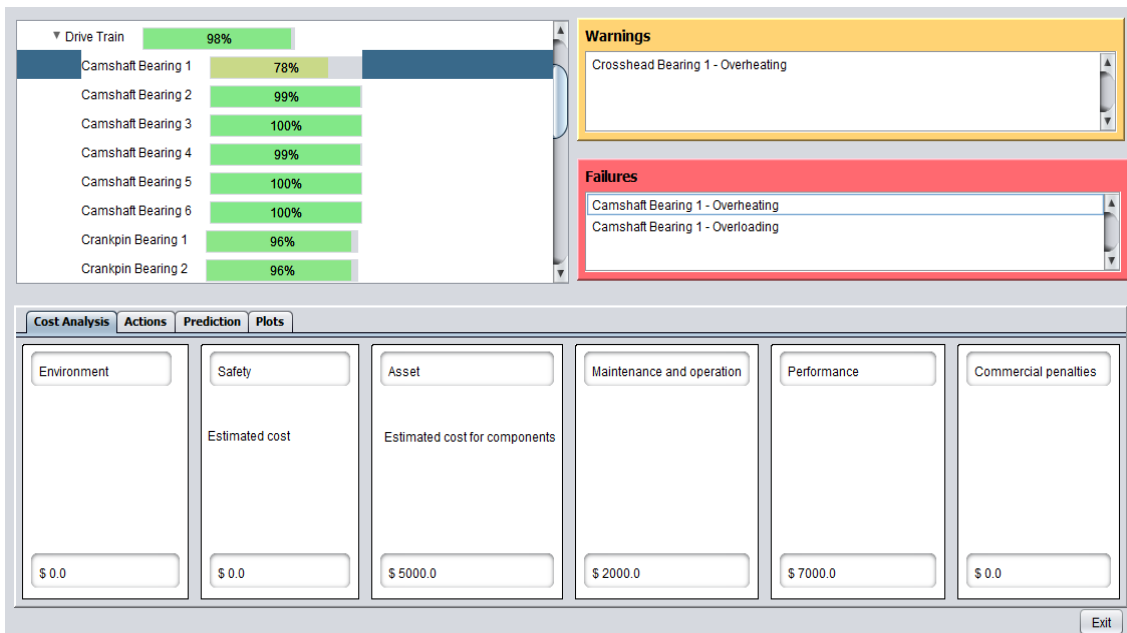 Drive Train 98%
Camshaft Bearing 1 78%
Camshaft Bearing 2 99%
Camshaft Bearing 3 100%
Camshaft Bearing 4 99%
Camshaft Bearing 5 100%
Camshaft Bearing 6 100%
Crankpin Bearing 1 96%
Crankpin Bearing 2 96%
Warnings
Crosshead Bearing 1 - Overheating
Failures
Camshaft Bearing 1 - Overheating
Camshaft Bearing 1 - Overloading
Cost Analysis Actions Prediction Plots
Environment Safety Asset Maintenance and operation Performance Commercial penalties
Estimated cost Estimated cost for components
$ 0.0 $ 0.0 $ 5000.0 $ 2000.0 $ 7000.0 $ 0.0
Exit